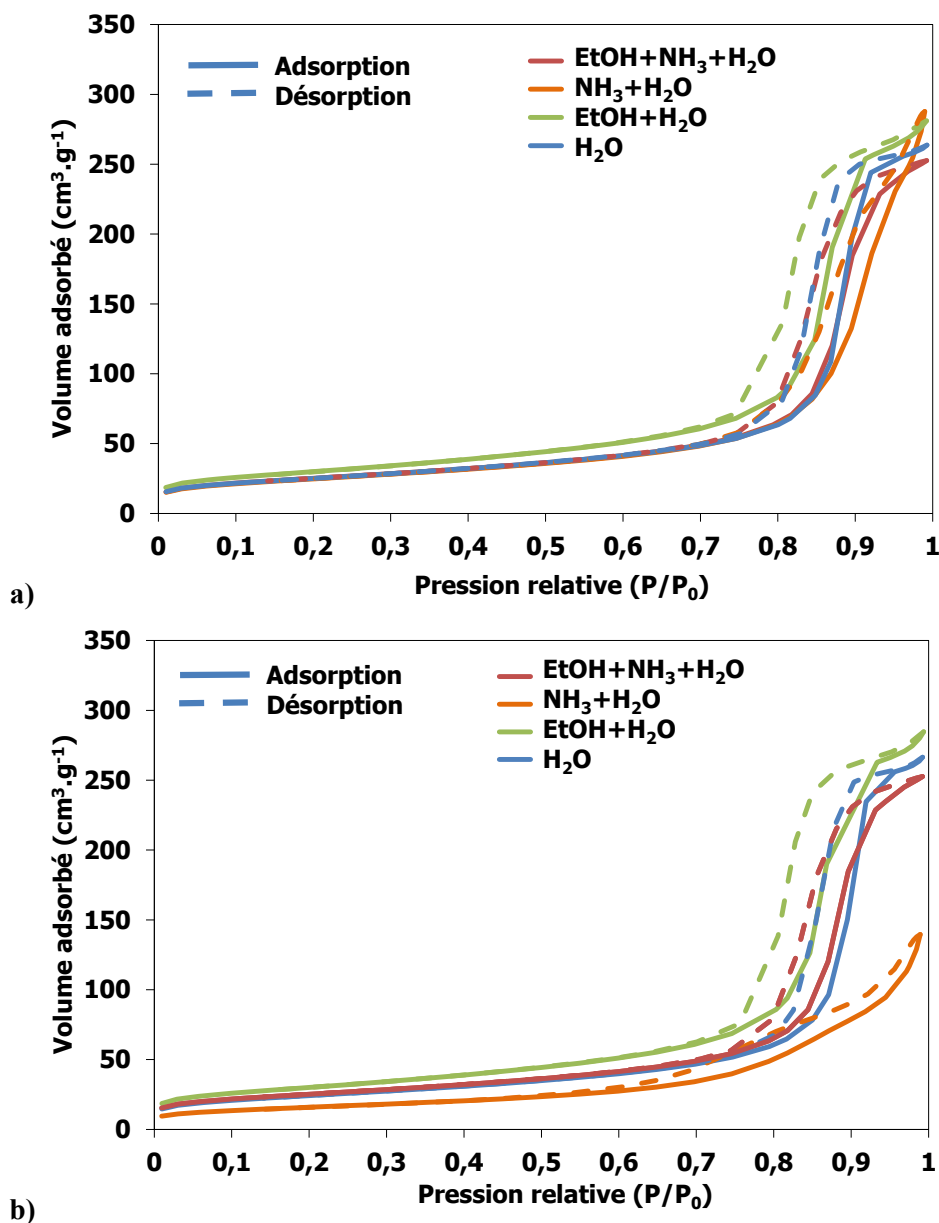 350
300
250
200
150
100
50
0
Volume adsorbé (cm³.g⁻¹)
Adsorption
Désorption
EtOH+NH₃+H₂O
NH₃+H₂O
EtOH+H₂O
H₂O
0 0,1 0,2 0,3 0,4 0,5 0,6 0,7 0,8 0,9 1
Pression relative (P/P₀)
a)
350
300
250
200
150
100
50
0
Volume adsorbé (cm³.g⁻¹)
Adsorption
Désorption
EtOH+NH₃+H₂O
NH₃+H₂O
EtOH+H₂O
H₂O
0 0,1 0,2 0,3 0,4 0,5 0,6 0,7 0,8 0,9 1
Pression relative (P/P₀)
b)